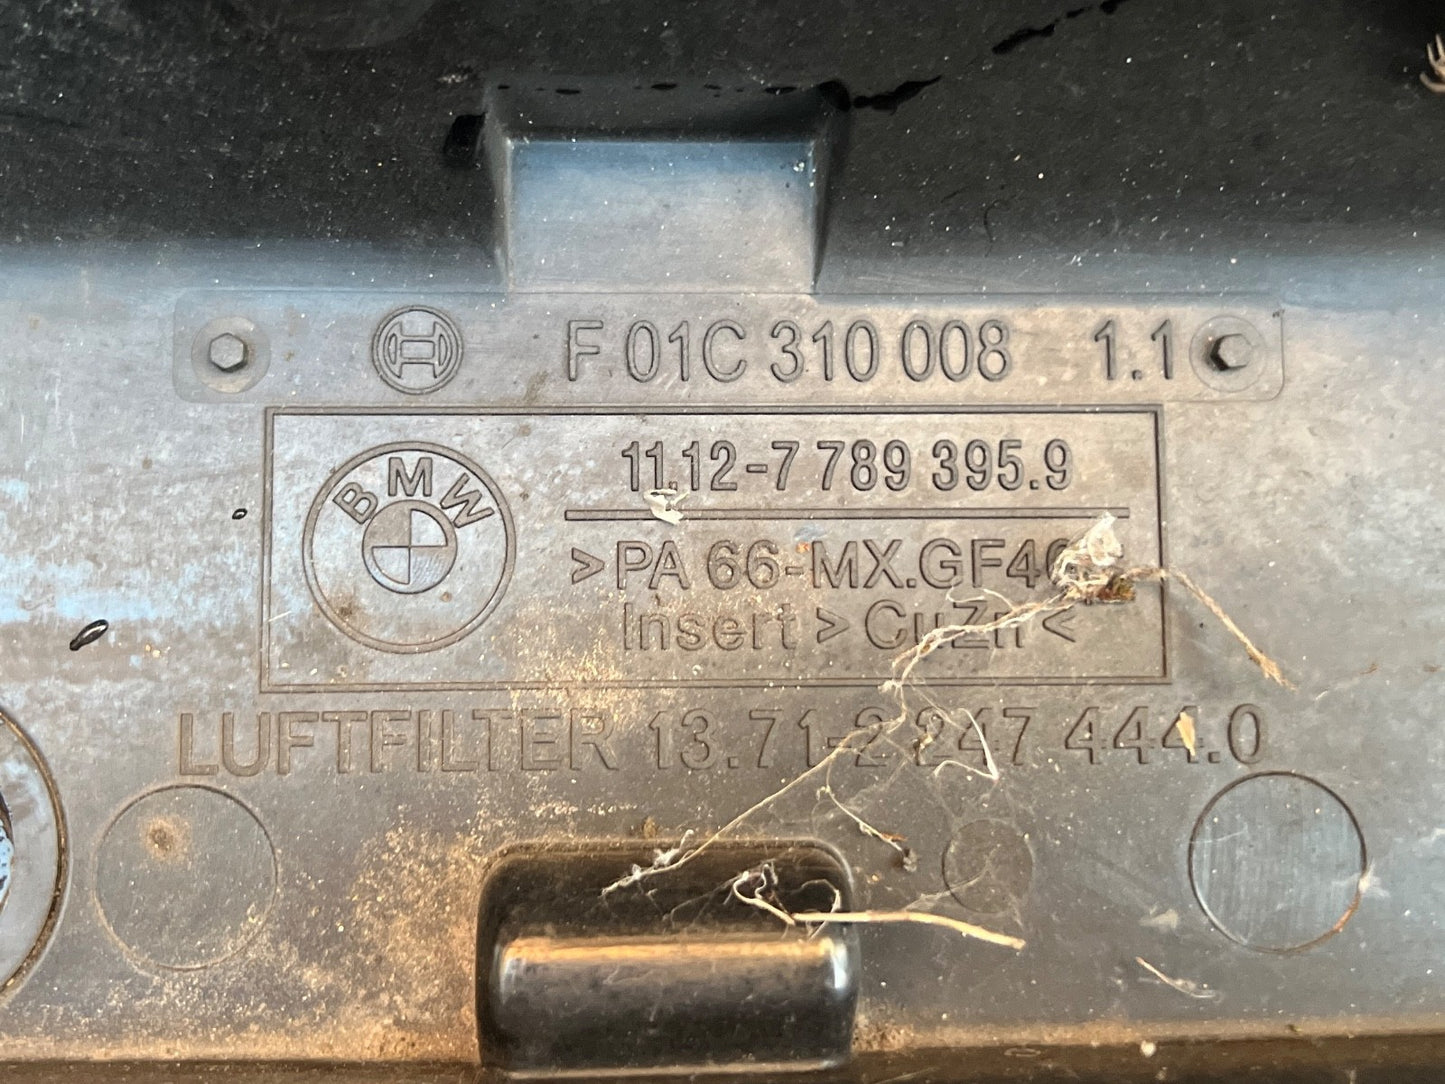 F 01C 310 008 1.1
BMW
11.12-7 789 395.9
>PA 66-MX.GF40
Insert >CuZn<
LUFTFILTER 13.71-2 247 444.0